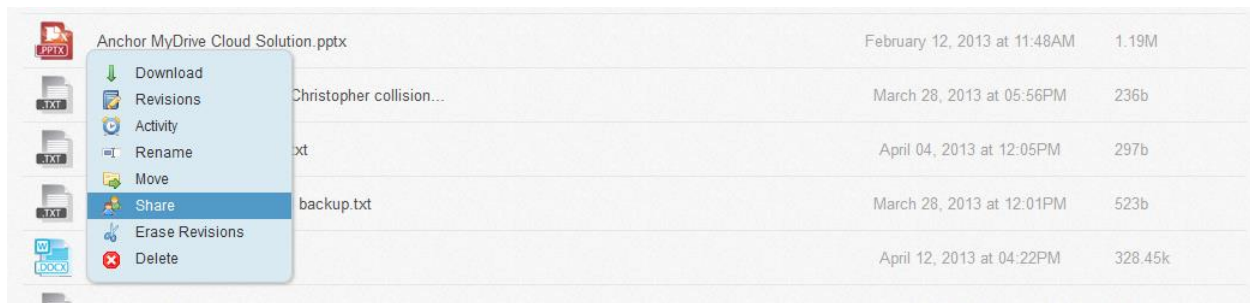 .PPTX Anchor MyDrive Cloud Solution.pptx February 12, 2013 at 11:48AM 1.19M
Download
.TXT Revisions Christopher collision... March 28, 2013 at 05:56PM 236b
Activity
.TXT Rename xt April 04, 2013 at 12:05PM 297b
Move
.TXT Share backup.txt March 28, 2013 at 12:01PM 523b
Erase Revisions
W .DOCX Delete April 12, 2013 at 04:22PM 328.45k